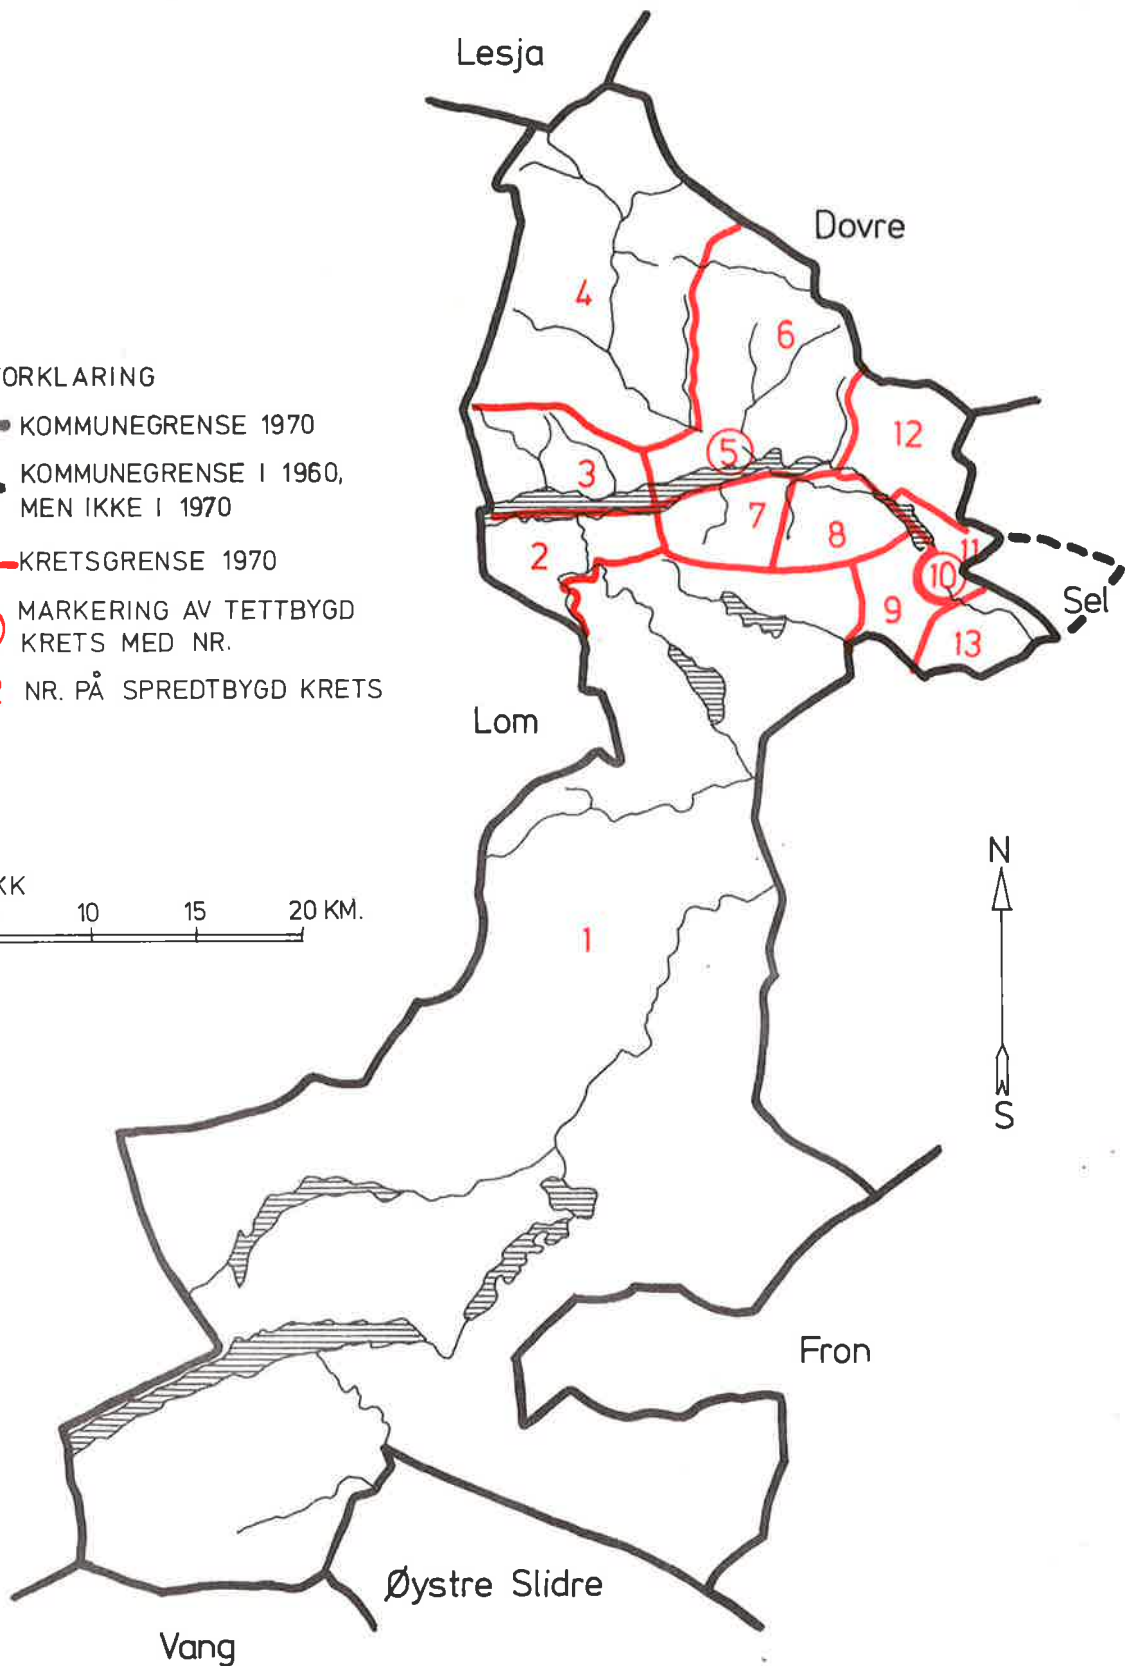 Lesja
Dovre
4
6
ORKLARING
KOMMUNEGRENSE 1970
KOMMUNEGRENSE I 1960,
MEN IKKE I 1970
KRETSGRENSE 1970
MARKERING AV TETTBYGD
KRETS MED NR.
NR. PÅ SPREDTBYGD KRETS
12
5
3
7
8
2
11
10
9
Sel
13
Lom
N
KK
10 15 20 KM.
1
S
Fron
Øystre Slidre
Vang